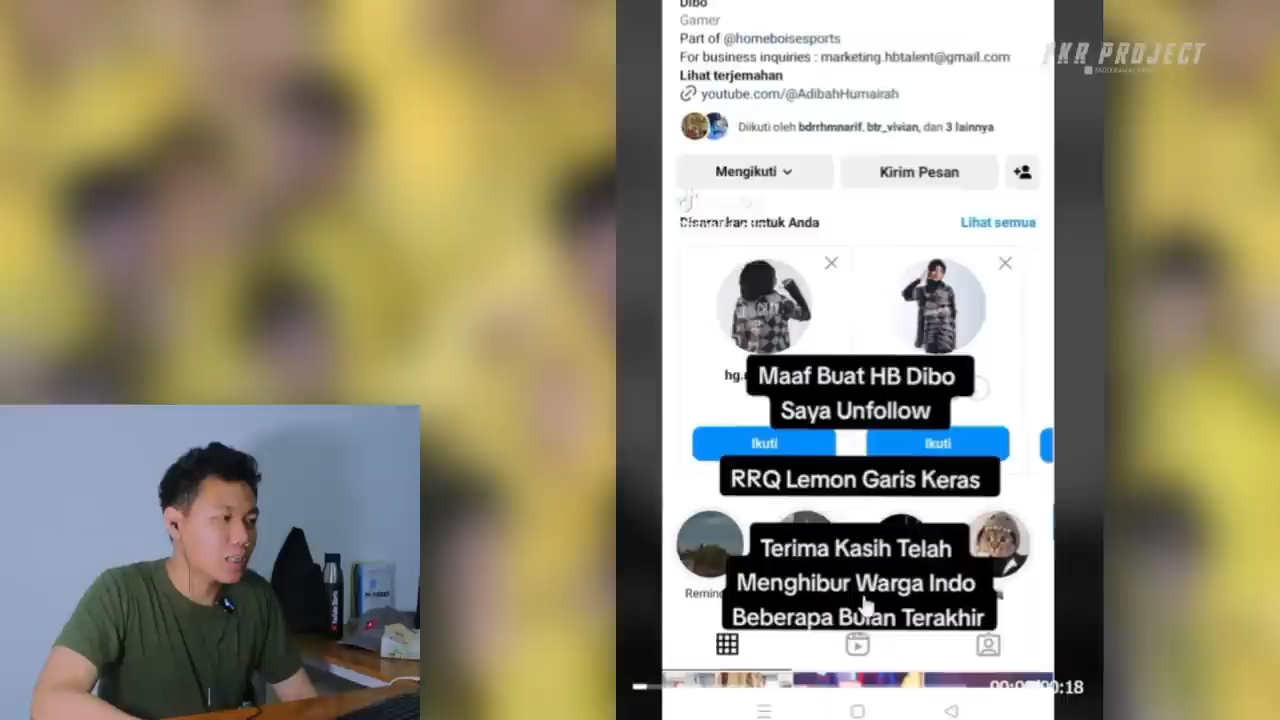 Dibo
Gamer
Part of @homeboisesports
For business inquiries : marketing.hbtalent@gmail.com
Lihat terjemahan
youtube.com/@AdibahHumairah
Diikuti oleh bdrrhmnarif, btr_vivian, dan 3 lainnya
Mengikuti
Kirim Pesan
Disarankan untuk Anda
Lihat semua
hg.
Maaf Buat HB Dibo
Saya Unfollow
Ikuti
Ikuti
RRQ Lemon Garis Keras
Terima Kasih Telah
Menghibur Warga Indo
Beberapa Bulan Terakhir
PROJECT